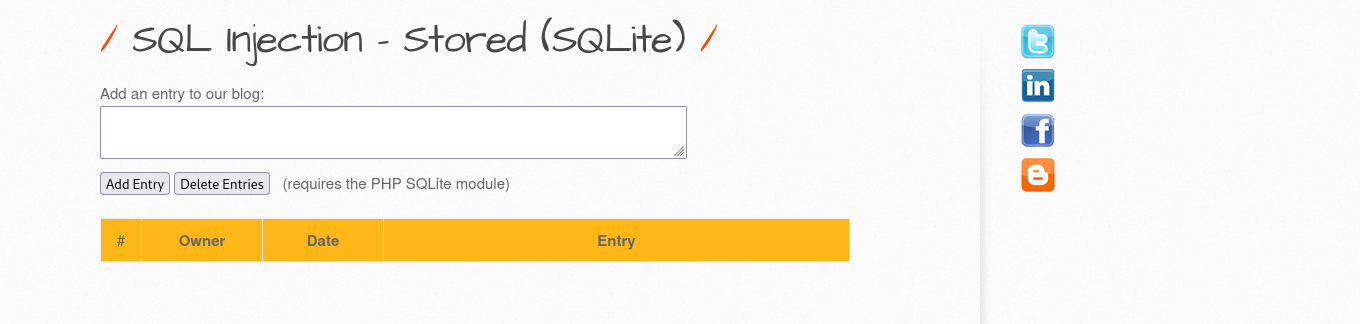 / SQL Injection - Stored (SQLite) /
Add an entry to our blog:
Add Entry Delete Entries (requires the PHP SQLite module)
# Owner Date Entry